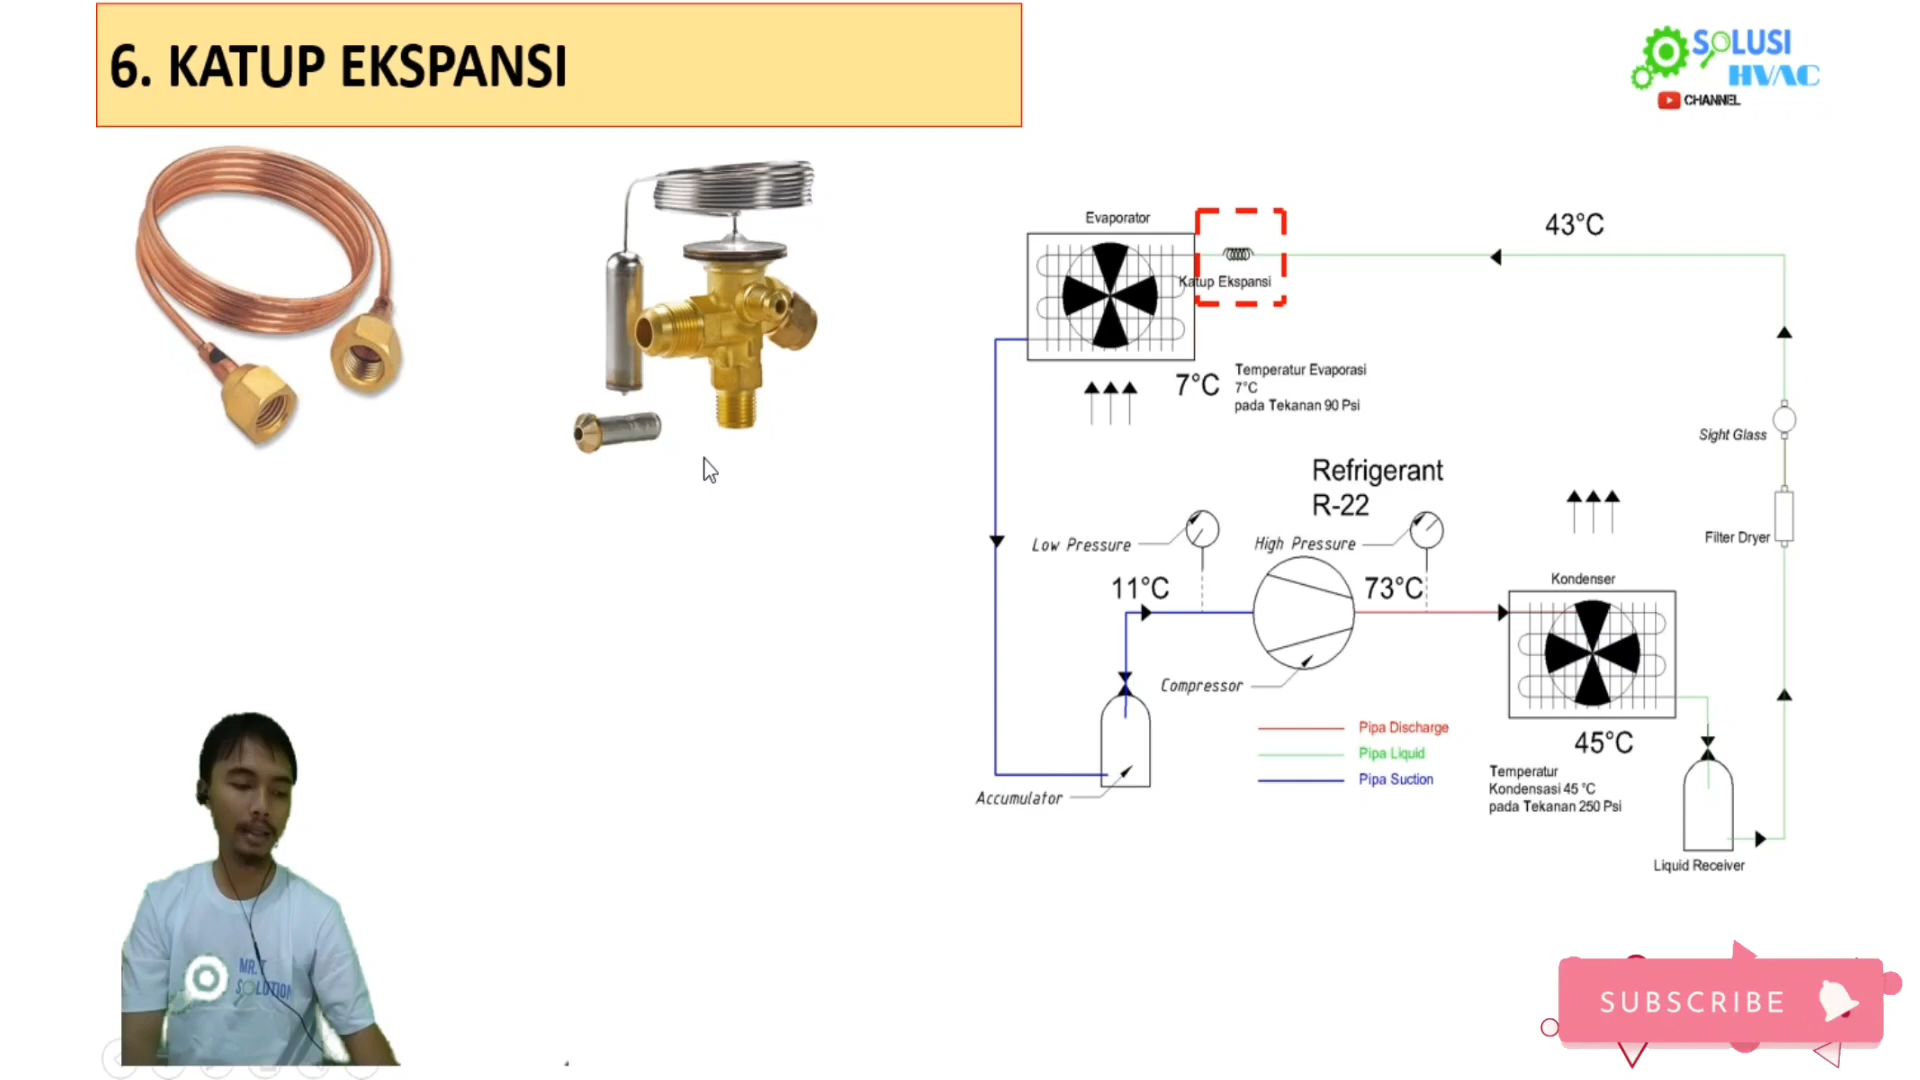 6. KATUP EKSPANSI
SOLUSI
HVAC
CHANNEL
Evaporator
43°C
Katup Ekspansi
7°C
Temperatur Evaporasi
7°C
pada Tekanan 90 Psi
Sight Glass
Refrigerant
R-22
Low Pressure
High Pressure
Filter Dryer
11°C
73°C
Kondenser
Compressor
Pipa Discharge
Pipa Liquid
Pipa Suction
45°C
Temperatur
Kondensasi 45 °C
pada Tekanan 250 Psi
Accumulator
Liquid Receiver
MR.T
SOLUTION
SUBSCRIBE